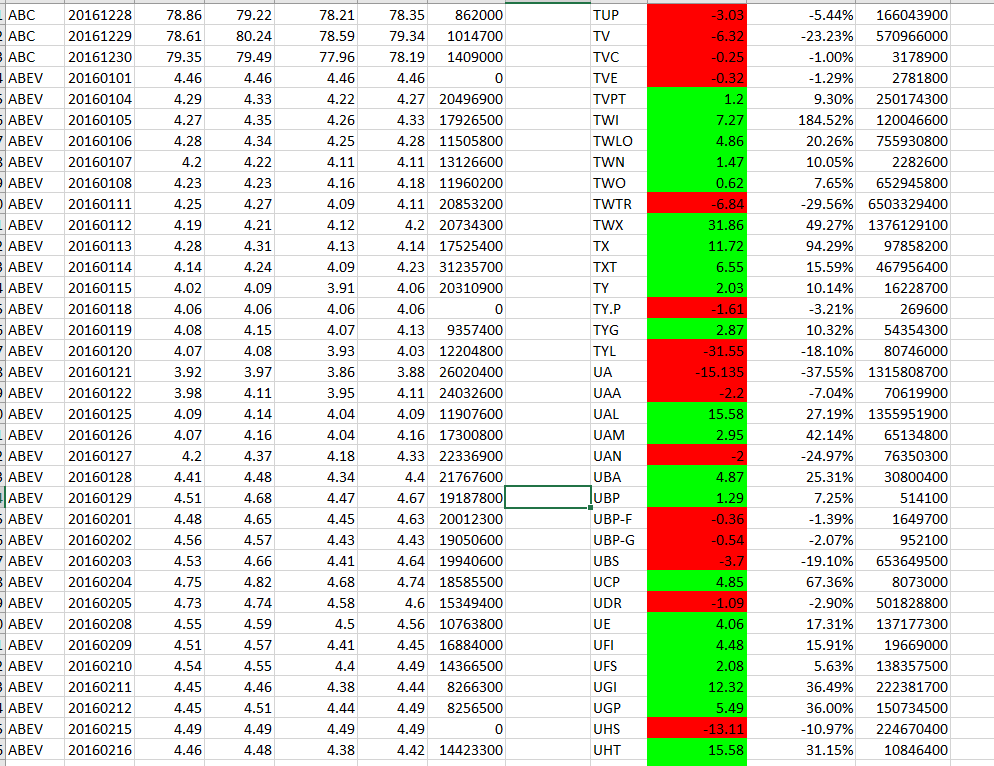 ABC 20161228 78.86 79.22 78.21 78.35 862000 TUP -3.03 -5.44% 166043900
ABC 20161229 78.61 80.24 78.59 79.34 1014700 TV -6.32 -23.23% 570966000
ABC 20161230 79.35 79.49 77.96 78.19 1409000 TVC -0.25 -1.00% 3178900
ABEV 20160101 4.46 4.46 4.46 4.46 0 TVE -0.32 -1.29% 2781800
ABEV 20160104 4.29 4.33 4.22 4.27 20496900 TVPT 1.2 9.30% 250174300
ABEV 20160105 4.27 4.35 4.26 4.33 17926500 TWI 7.27 184.52% 120046600
ABEV 20160106 4.28 4.34 4.25 4.28 11505800 TWLO 4.86 20.26% 755930800
ABEV 20160107 4.2 4.22 4.11 4.11 13126600 TWN 1.47 10.05% 2282600
ABEV 20160108 4.23 4.23 4.16 4.18 11960200 TWO 0.62 7.65% 652945800
ABEV 20160111 4.25 4.27 4.09 4.11 20853200 TWTR -6.84 -29.56% 6503329400
ABEV 20160112 4.19 4.21 4.12 4.2 20734300 TWX 31.86 49.27% 1376129100
ABEV 20160113 4.28 4.31 4.13 4.14 17525400 TX 11.72 94.29% 97858200
ABEV 20160114 4.14 4.24 4.09 4.23 31235700 TXT 6.55 15.59% 467956400
ABEV 20160115 4.02 4.09 3.91 4.06 20310900 TY 2.03 10.14% 16228700
ABEV 20160118 4.06 4.06 4.06 4.06 0 TY.P -1.61 -3.21% 269600
ABEV 20160119 4.08 4.15 4.07 4.13 9357400 TYG 2.87 10.32% 54354300
ABEV 20160120 4.07 4.08 3.93 4.03 12204800 TYL -31.55 -18.10% 80746000
ABEV 20160121 3.92 3.97 3.86 3.88 26020400 UA -15.135 -37.55% 1315808700
ABEV 20160122 3.98 4.11 3.95 4.11 24032600 UAA -2.2 -7.04% 70619900
ABEV 20160125 4.09 4.14 4.04 4.09 11907600 UAL 15.58 27.19% 1355951900
ABEV 20160126 4.07 4.16 4.04 4.16 17300800 UAM 2.95 42.14% 65134800
ABEV 20160127 4.2 4.37 4.18 4.33 22336900 UAN -2 -24.97% 76350300
ABEV 20160128 4.41 4.48 4.34 4.4 21767600 UBA 4.87 25.31% 30800400
ABEV 20160129 4.51 4.68 4.47 4.67 19187800 UBP 1.29 7.25% 514100
ABEV 20160201 4.48 4.65 4.45 4.63 20012300 UBP-F -0.36 -1.39% 1649700
ABEV 20160202 4.56 4.57 4.43 4.43 19050600 UBP-G -0.54 -2.07% 952100
ABEV 20160203 4.53 4.66 4.41 4.64 19940600 UBS -3.7 -19.10% 653649500
ABEV 20160204 4.75 4.82 4.68 4.74 18585500 UCP 4.85 67.36% 8073000
ABEV 20160205 4.73 4.74 4.58 4.6 15349400 UDR -1.09 -2.90% 501828800
ABEV 20160208 4.55 4.59 4.5 4.56 10763800 UE 4.06 17.31% 137177300
ABEV 20160209 4.51 4.57 4.41 4.45 16884000 UFI 4.48 15.91% 19669000
ABEV 20160210 4.54 4.55 4.4 4.49 14366500 UFS 2.08 5.63% 138357500
ABEV 20160211 4.45 4.46 4.38 4.44 8266300 UGI 12.32 36.49% 222381700
ABEV 20160212 4.45 4.51 4.44 4.49 8256500 UGP 5.49 36.00% 150734500
ABEV 20160215 4.49 4.49 4.49 4.49 0 UHS -13.11 -10.97% 224670400
ABEV 20160216 4.46 4.48 4.38 4.42 14423300 UHT 15.58 31.15% 10846400